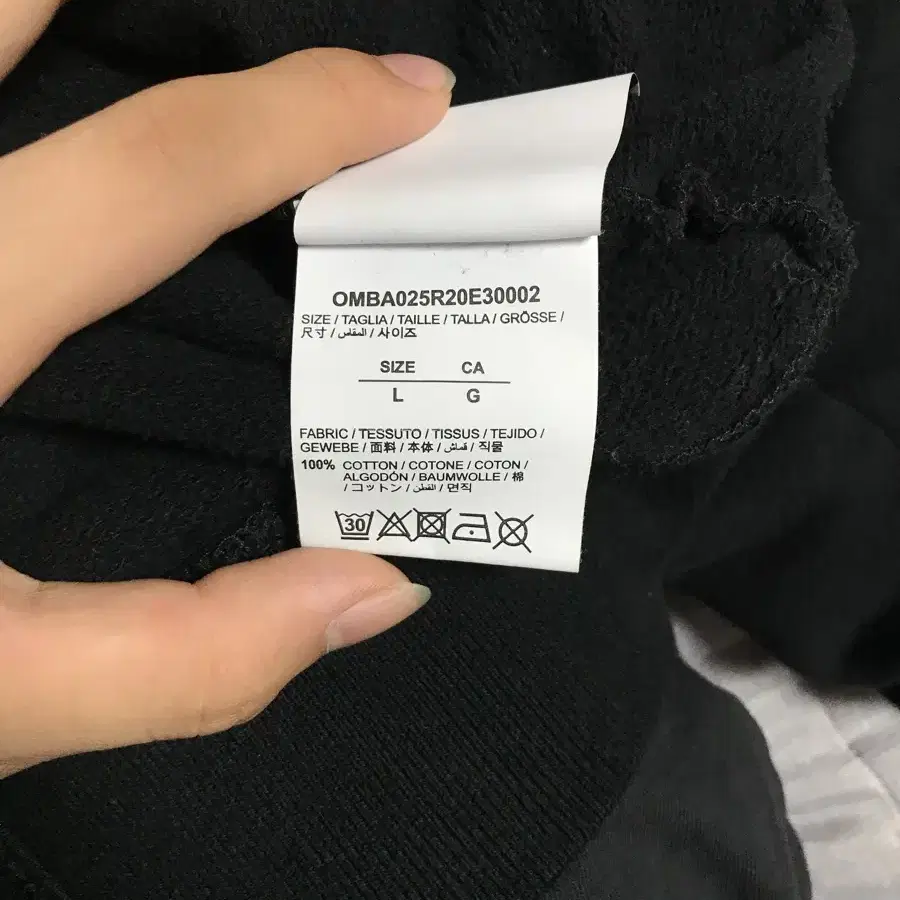 OMBA025R20E30002
SIZE / TAGLIA / TAILLE / TALLA / GRÖSSE /
尺寸 / المقاس / 사이즈
SIZE CA
L G
FABRIC / TESSUTO / TISSUS / TEJIDO /
GEWEBE / 面料 / 本体 / قماش / 직물
100% COTTON / COTONE / COTON /
ALGODÓN / BAUMWOLLE / 棉
/ コットン / القطن / 면직
30